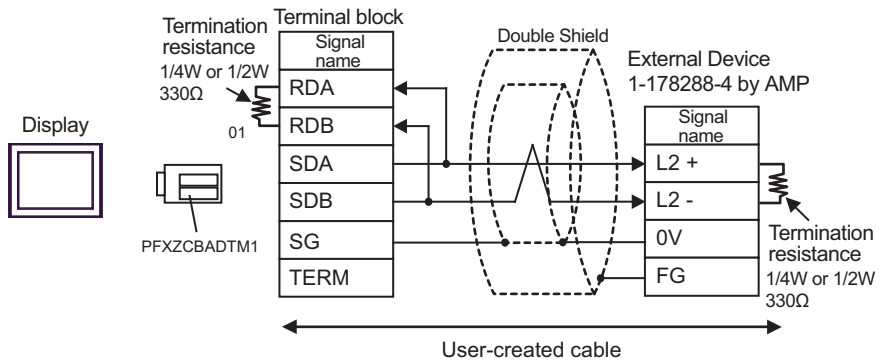 Display
PFXZCBADTM1
Termination
resistance
1/4W or 1/2W
330Ω
01
Terminal block
Signal
name
RDA
RDB
SDA
SDB
SG
TERM
Double Shield
External Device
1-178288-4 by AMP
Signal
name
L2 +
L2 -
0V
FG
Termination
resistance
1/4W or 1/2W
330Ω
User-created cable